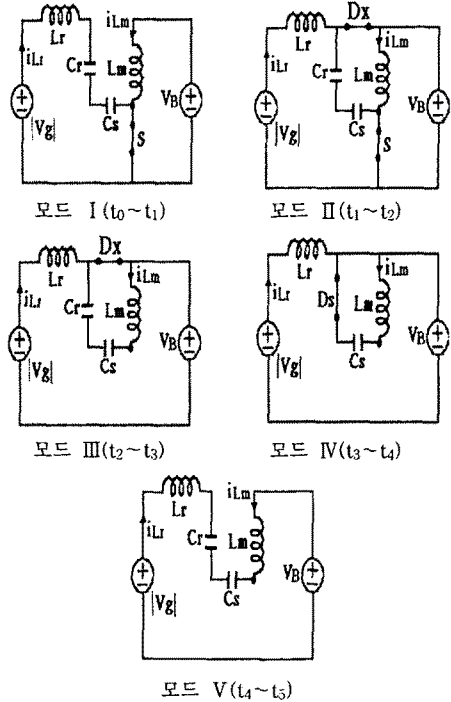 Lr iLm
iLr Cr Lm
|Vg| Cs S VB
모드 Ⅰ(t₀~t₁)
Dx
Lr iLm
iLr Cr Lm
|Vg| Cs S VB
모드 Ⅱ(t₁~t₂)
Dx
Lr iLm
iLr Cr Lm
|Vg| Cs VB
모드 Ⅲ(t₂~t₃)
Lr iLm
iLr Ds Lm
|Vg| Cs VB
모드 Ⅳ(t₃~t₄)
Lr iLm
iLr Cr Lm
|Vg| Cs VB
모드 Ⅴ(t₄~t₅)